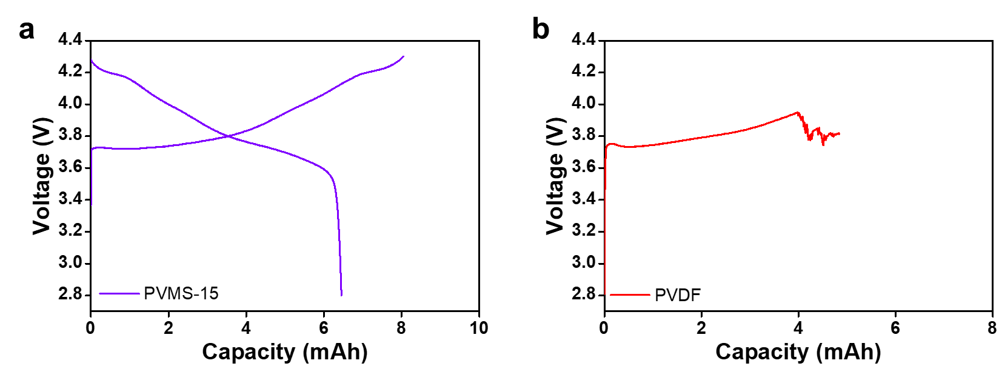 a
4.4
4.2
4.0
3.8
3.6
3.4
3.2
3.0
2.8
Voltage (V)
PVMS-15
0 2 4 6 8 10
Capacity (mAh)
b
4.4
4.2
4.0
3.8
3.6
3.4
3.2
3.0
2.8
Voltage (V)
PVDF
0 2 4 6 8
Capacity (mAh)